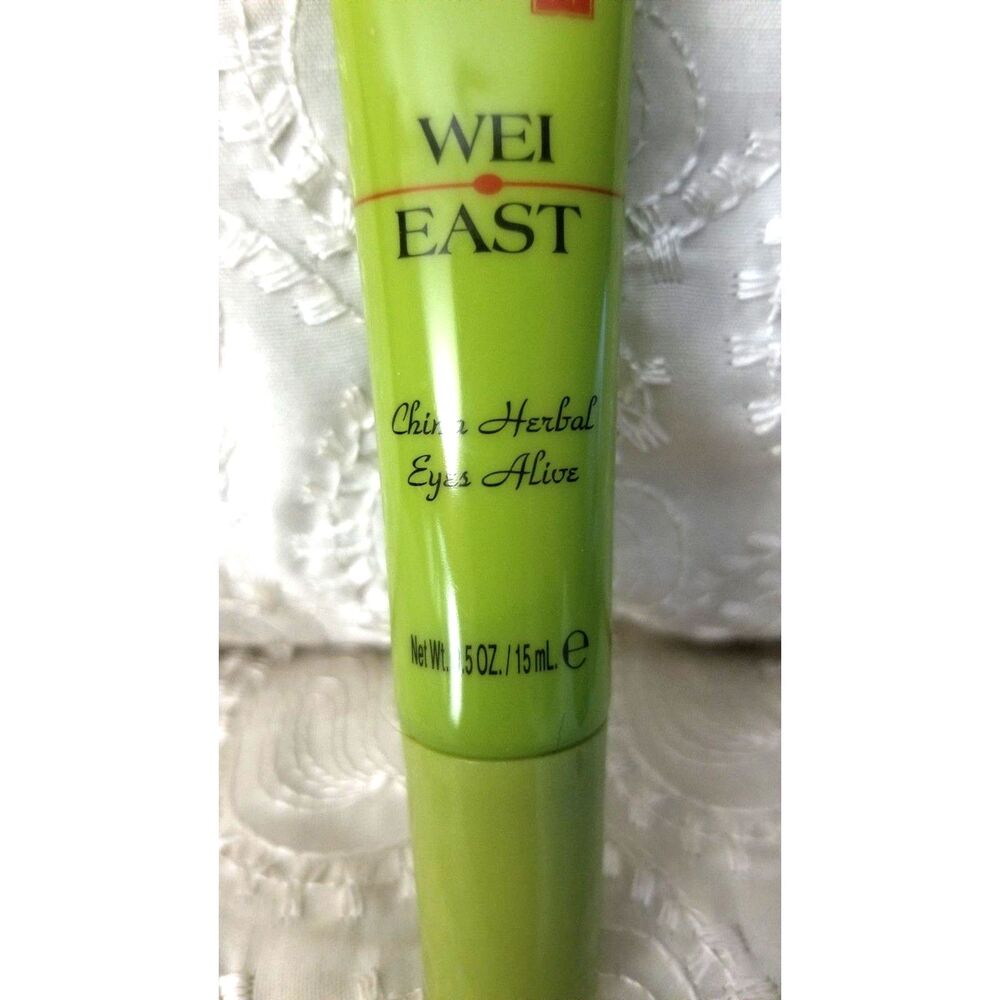 WEI
EAST
China Herbal
Eyes Alive
Net Wt. .5 OZ. / 15 mL. e